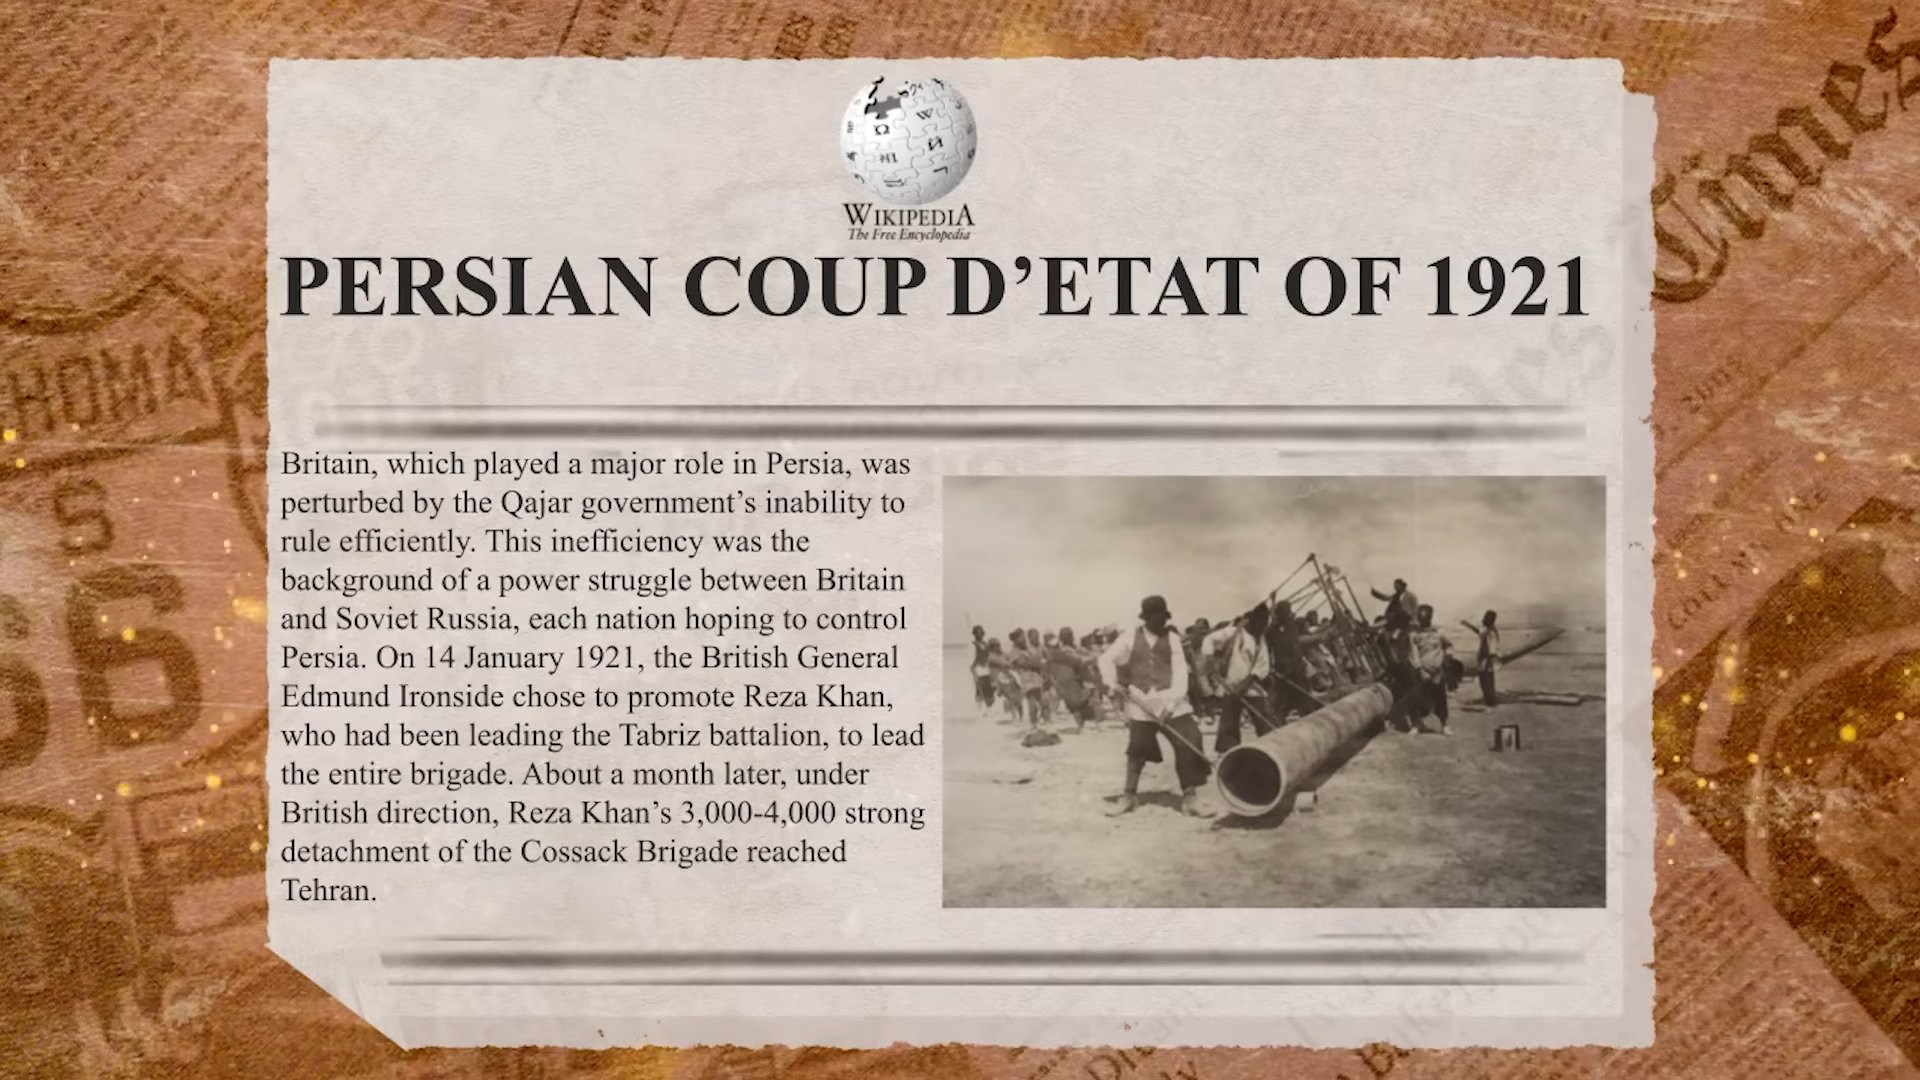 WIKIPEDIA
The Free Encyclopedia
PERSIAN COUP D’ETAT OF 1921
Britain, which played a major role in Persia, was
perturbed by the Qajar government’s inability to
rule efficiently. This inefficiency was the
background of a power struggle between Britain
and Soviet Russia, each nation hoping to control
Persia. On 14 January 1921, the British General
Edmund Ironside chose to promote Reza Khan,
who had been leading the Tabriz battalion, to lead
the entire brigade. About a month later, under
British direction, Reza Khan’s 3,000-4,000 strong
detachment of the Cossack Brigade reached
Tehran.
Times